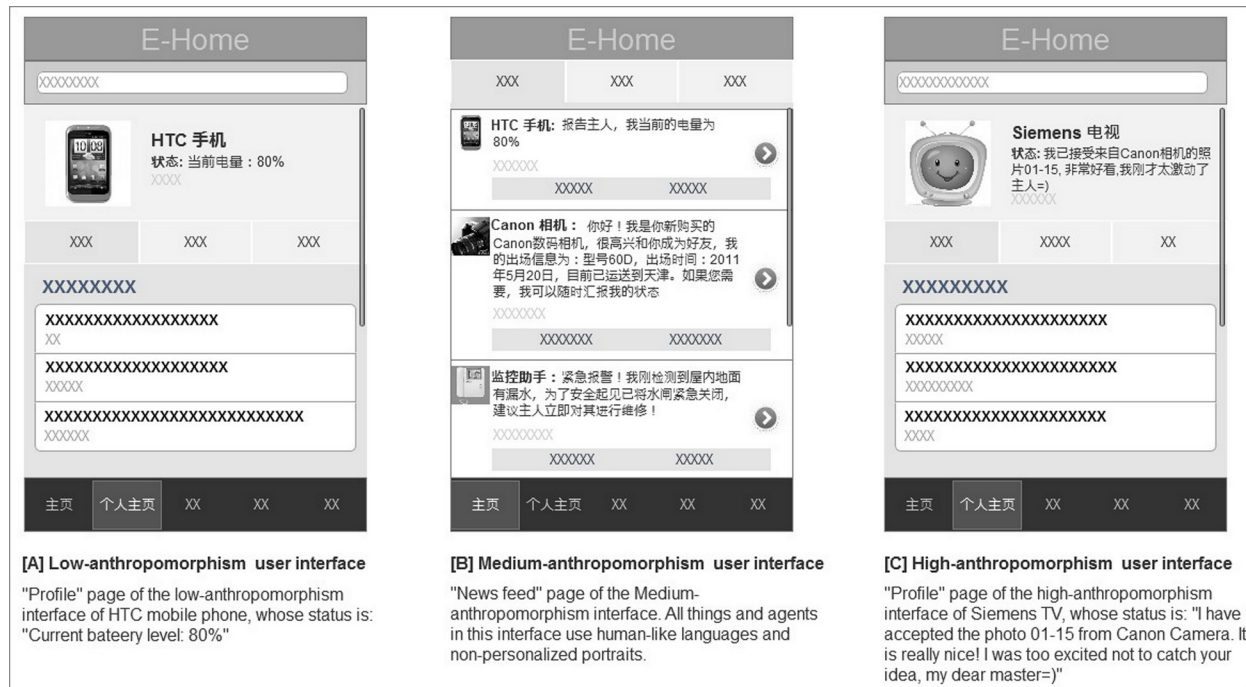 E-Home
XXXXXXXX
HTC 手机
状态: 当前电量：80%
XXXX
XXX XXX XXX
XXXXXXXX
XXXXXXXXXXXXXXXXXX
XX
XXXXXXXXXXXXXXXXXXX
XXXXX
XXXXXXXXXXXXXXXXXXXXXXXXXXX
XXXXXX
主页 个人主页 XX XX XX
[A] Low-anthropomorphism user interface
"Profile" page of the low-anthropomorphism
interface of HTC mobile phone, whose status is:
"Current bateery level: 80%"
E-Home
XXX XXX XXX
HTC 手机: 报告主人，我当前的电量为
80%
XXXXXX
XXXXX XXXXX
Canon 相机： 你好！我是你新购买的
Canon数码相机，很高兴和你成为好友，我
的出场信息为：型号60D，出场时间：2011
年5月20日，目前已运送到天津。如果您需
要，我可以随时汇报我的状态
XXXXXXX
XXXXXXX XXXXXXX
监控助手：紧急报警！我刚检测到屋内地面
有漏水，为了安全起见已将水闸紧急关闭，
建议主人立即对其进行维修！
XXXXXXXX
XXXXXX XXXXX
主页 个人主页 XX XX XX
[B] Medium-anthropomorphism user interface
"News feed" page of the Medium-
anthropomorphism interface. All things and agents
in this interface use human-like languages and
non-personalized portraits.
E-Home
XXXXXXXXXXXX
Siemens 电视
状态: 我已接受来自Canon相机的照
片01-15, 非常好看,我刚才太激动了
主人=)
XXXXXX
XXX XXXX XX
XXXXXXXXX
XXXXXXXXXXXXXXXXXXXXX
XXXXX
XXXXXXXXXXXXXXXXXXXXXX
XXXXXXXXX
XXXXXXXXXXXXXXXXXXXXX
XXXX
主页 个人主页 XX XX XX
[C] High-anthropomorphism user interface
"Profile" page of the high-anthropomorphism
interface of Siemens TV, whose status is: "I have
accepted the photo 01-15 from Canon Camera. It
is really nice! I was too excited not to catch your
idea, my dear master=)"